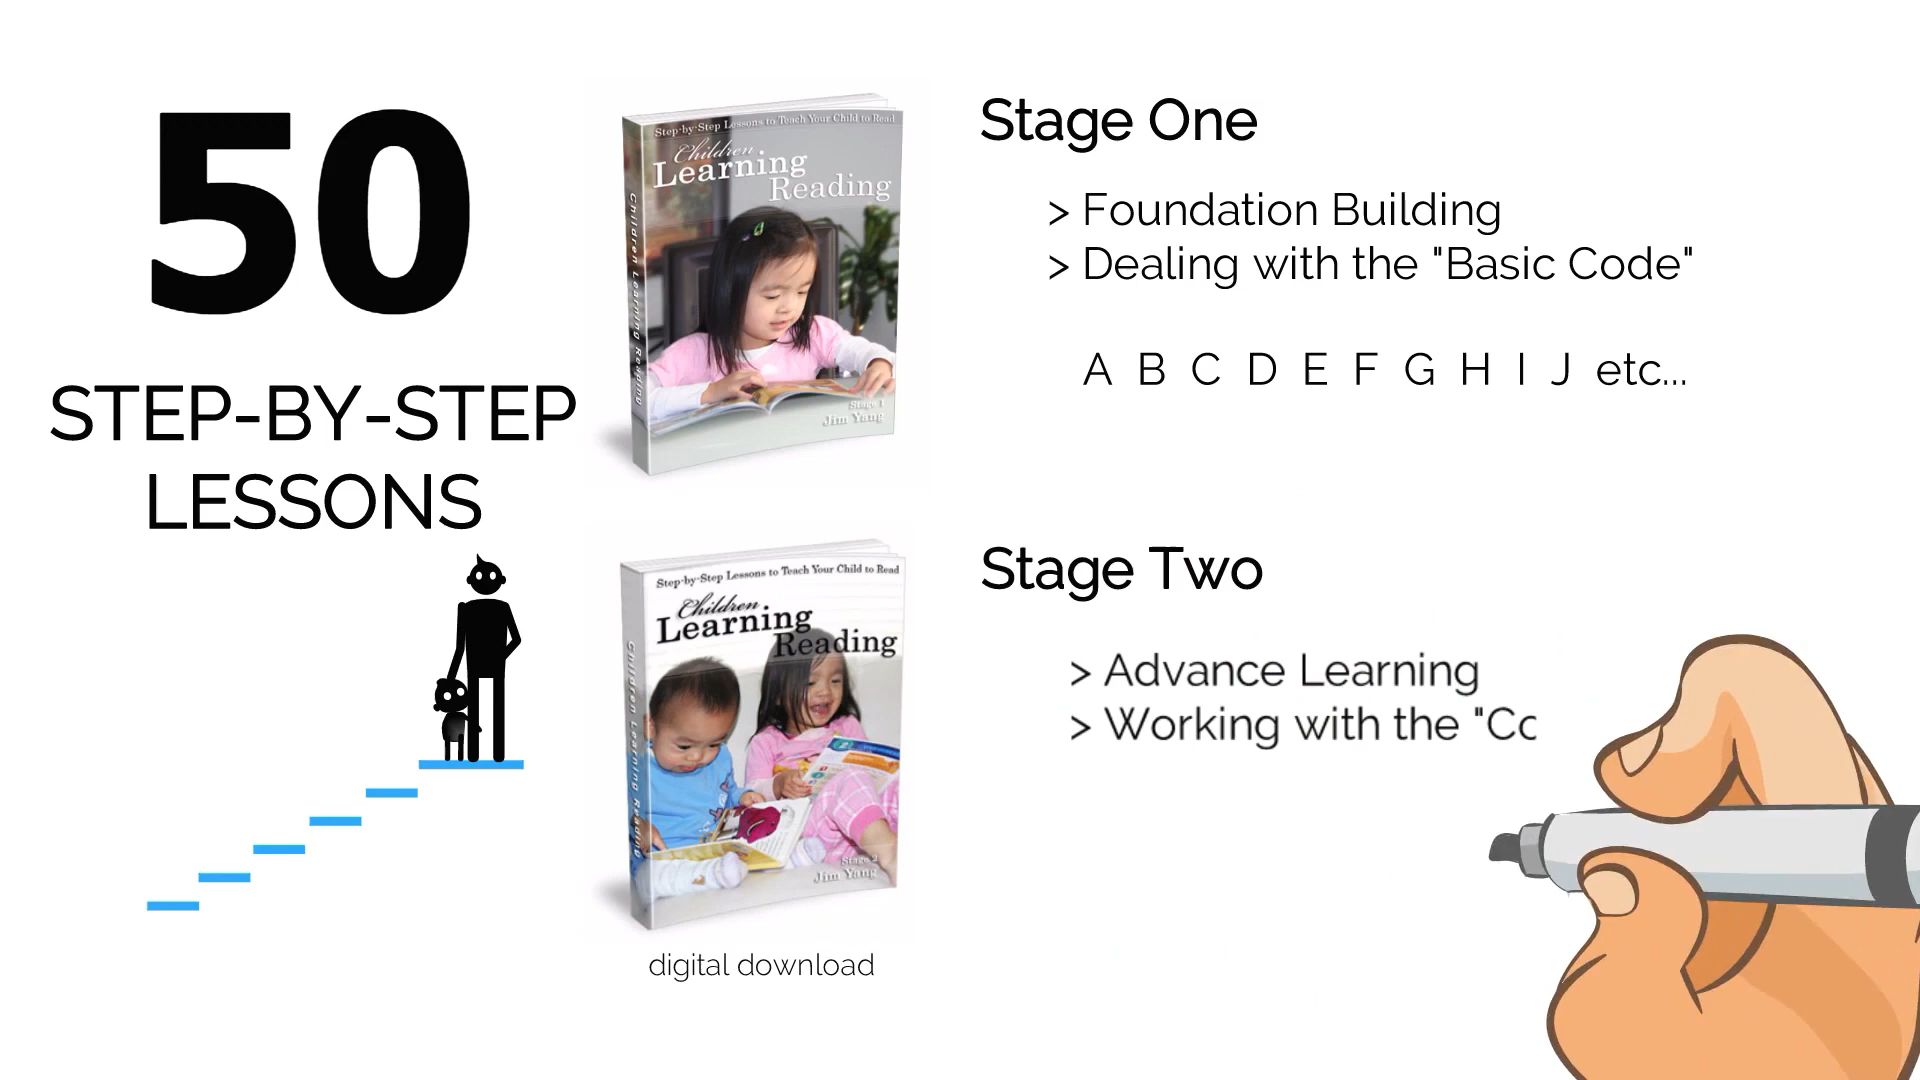 50
STEP-BY-STEP
LESSONS
Step-by-Step Lessons to Teach Your Child to Read
Children
Learning
Reading
Children Learning Reading
Stage 1
Jim Yang
Stage One
> Foundation Building
> Dealing with the "Basic Code"
A B C D E F G H I J etc...
Step-by-Step Lessons to Teach Your Child to Read
Children
Learning
Reading
Children Learning Reading
Stage 2
Jim Yang
digital download
Stage Two
> Advance Learning
> Working with the "Co